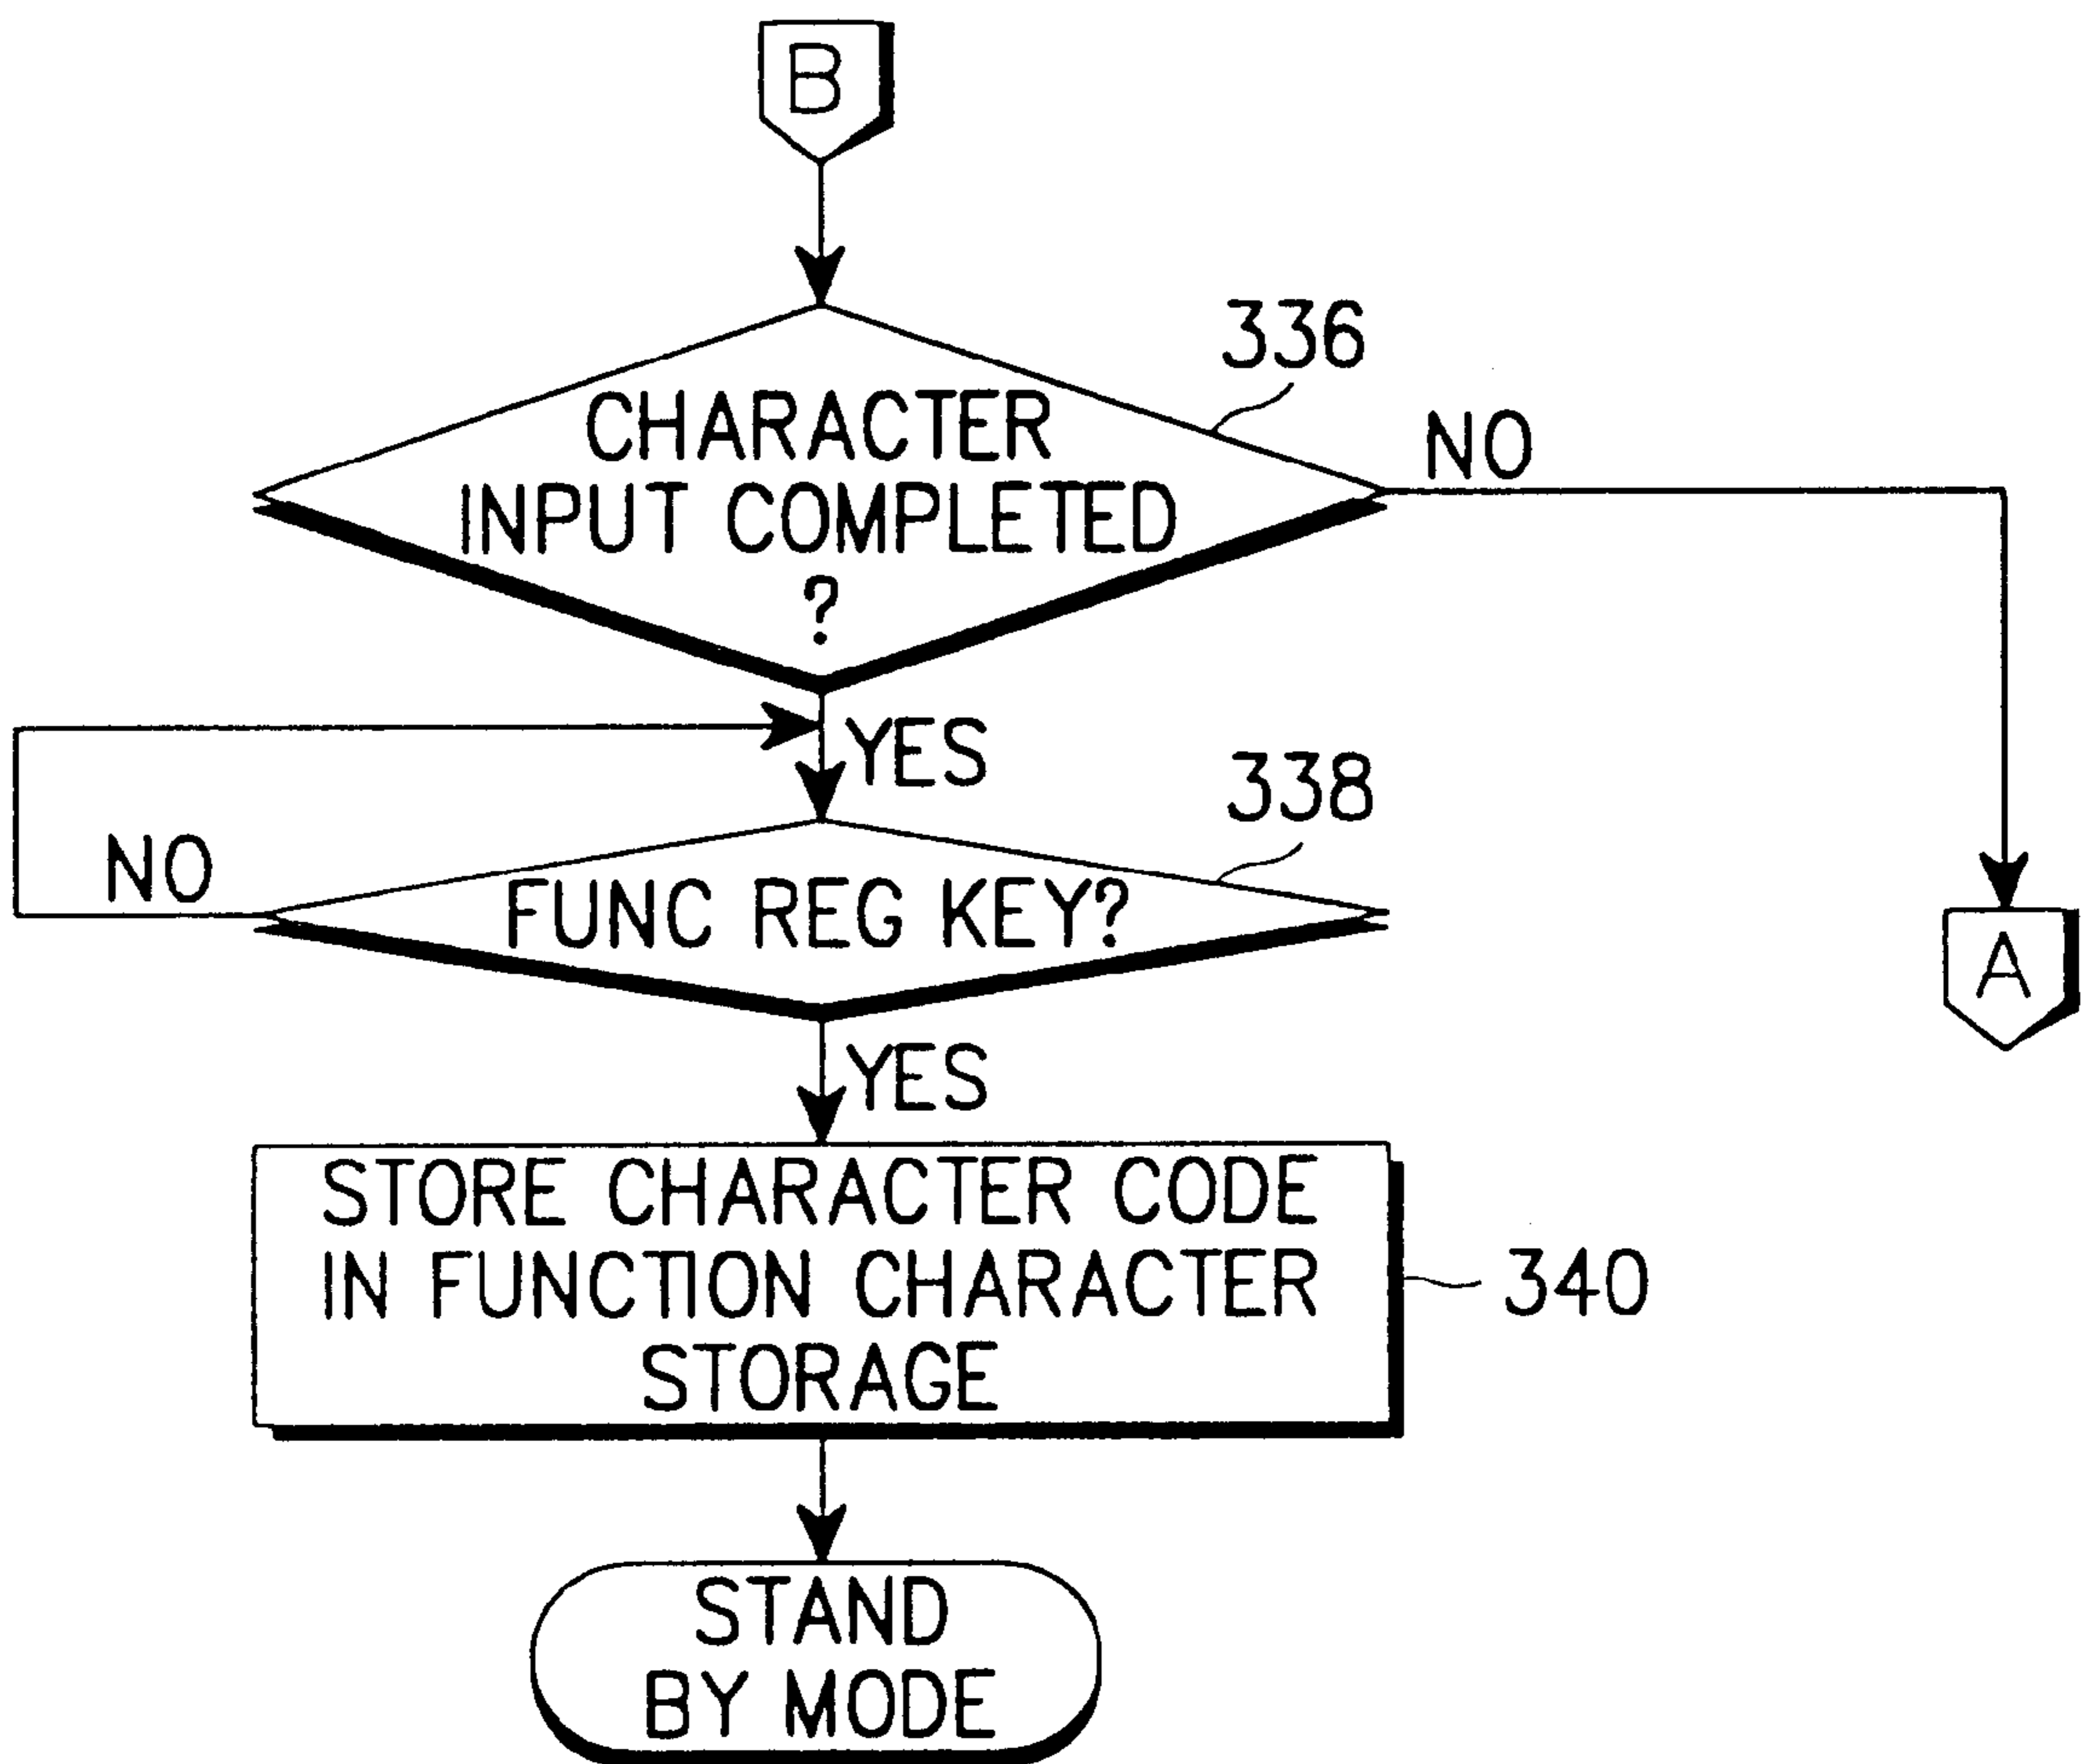 B
336
CHARACTER
NO
INPUT COMPLETED
?
YES
338
NO
FUNC REG KEY?
A
YES
STORE CHARACTER CODE
IN FUNCTION CHARACTER
340
STORAGE
STAND
BY MODE